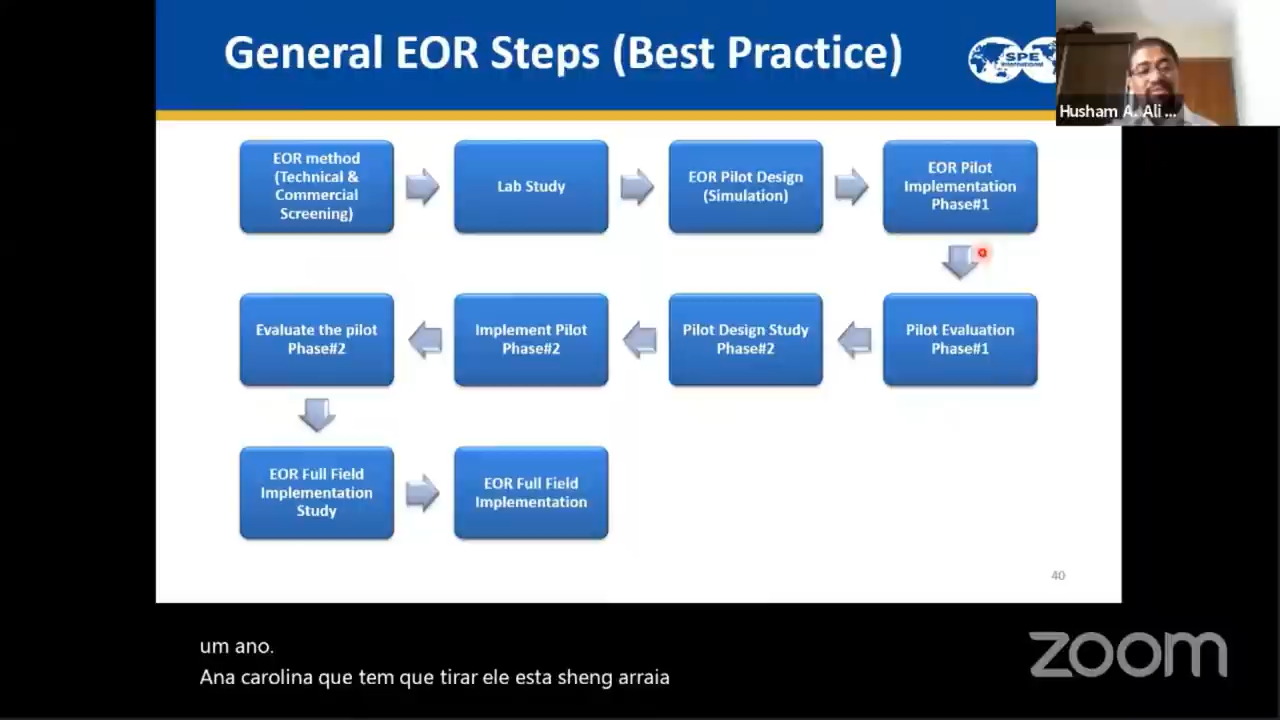 General EOR Steps (Best Practice)
SPE
International
Husham A. Ali ...
EOR method
(Technical &
Commercial
Screening)
Lab Study
EOR Pilot Design
(Simulation)
EOR Pilot
Implementation
Phase#1
Evaluate the pilot
Phase#2
Implement Pilot
Phase#2
Pilot Design Study
Phase#2
Pilot Evaluation
Phase#1
EOR Full Field
Implementation
Study
EOR Full Field
Implementation
40
um ano.
Ana carolina que tem que tirar ele esta sheng arraia
zoom